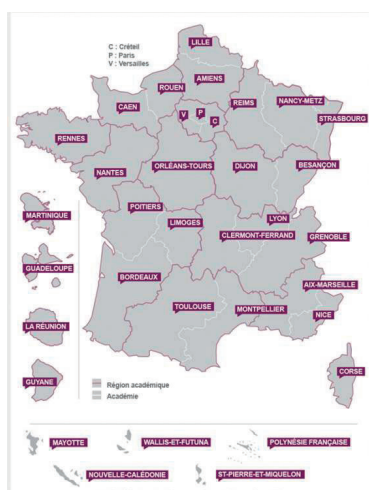 C : Créteil
P : Paris
V : Versailles
LILLE
AMIENS
ROUEN
CAEN
REIMS
NANCY-METZ
STRASBOURG
V
P
C
RENNES
NANTES
ORLÉANS-TOURS
DIJON
BESANÇON
MARTINIQUE
POITIERS
LIMOGES
LYON
CLERMONT-FERRAND
GRENOBLE
GUADELOUPE
BORDEAUX
AIX-MARSEILLE
TOULOUSE
MONTPELLIER
NICE
LA RÉUNION
CORSE
GUYANE
Région académique
Académie
MAYOTTE
WALLIS-ET-FUTUNA
POLYNÉSIE FRANÇAISE
NOUVELLE-CALÉDONIE
ST-PIERRE-ET-MIQUELON